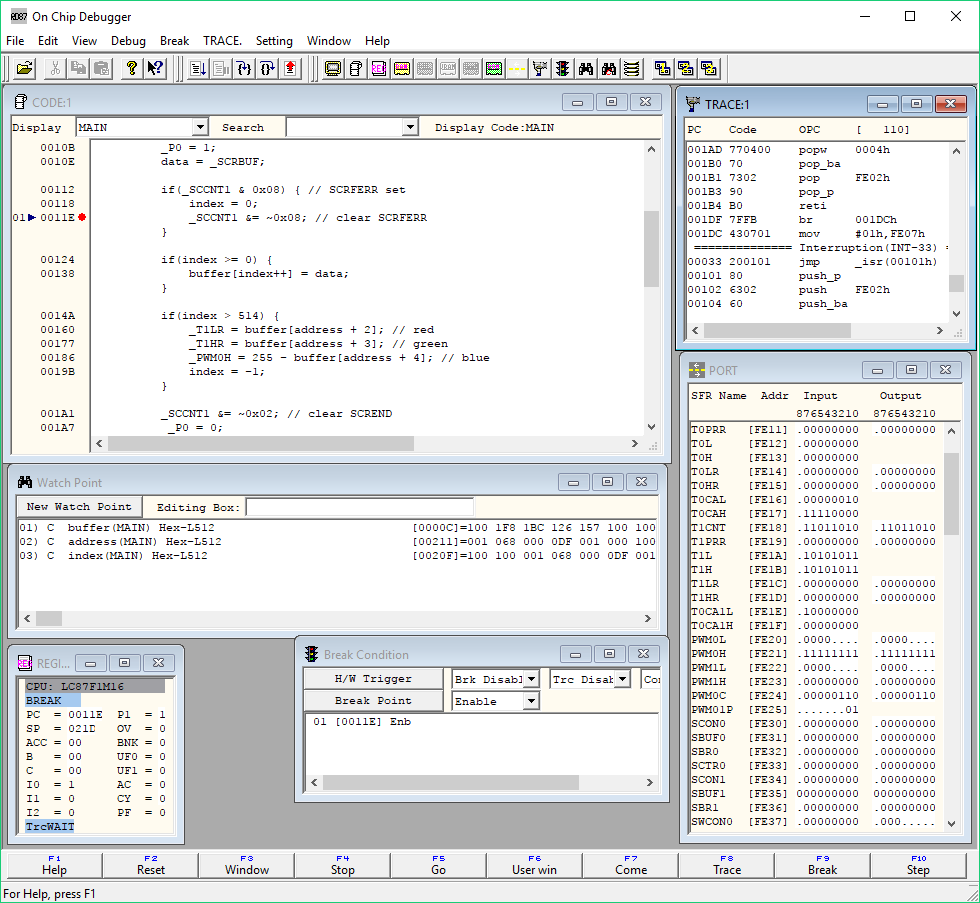 RD87 On Chip Debugger
File Edit View Debug Break TRACE. Setting Window Help
CODE:1
Display MAIN Search Display Code:MAIN
0010B _P0 = 1;
0010E data = _SCRBUF;
00112 if(_SCCNT1 & 0x08) { // SCRFERR set
00118 index = 0;
01 0011E _SCCNT1 &= ~0x08; // clear SCRFERR
}
00124 if(index >= 0) {
00138 buffer[index++] = data;
}
0014A if(index > 514) {
00160 _T1LR = buffer[address + 2]; // red
00177 _T1HR = buffer[address + 3]; // green
00186 _PWM0H = 255 - buffer[address + 4]; // blue
0019B index = -1;
}
001A1 _SCCNT1 &= ~0x02; // clear SCREND
001A7 _P0 = 0;
TRACE:1
PC Code OPC [ 110]
001AD 770400 popw 0004h
001B0 70 pop_ba
001B1 7302 pop FE02h
001B3 90 pop_p
001B4 B0 reti
001DF 7FFB br 001DCh
001DC 430701 mov #01h,FE07h
============== Interruption(INT-33) =
00033 200101 jmp _isr(00101h)
00101 80 push_p
00102 6302 push FE02h
00104 60 push_ba
PORT
SFR Name Addr Input Output
876543210 876543210
T0PRR [FE11] .00000000 .00000000
T0L [FE12] .00000000
T0H [FE13] .00000000
T0LR [FE14] .00000000 .00000000
T0HR [FE15] .00000000 .00000000
T0CAL [FE16] .00000010
T0CAH [FE17] .11110000
T1CNT [FE18] .11011010 .11011010
T1PRR [FE19] .00000000 .00000000
T1L [FE1A] .10101011
T1H [FE1B] .10101011
T1LR [FE1C] .00000000 .00000000
T1HR [FE1D] .00000000 .00000000
T0CA1L [FE1E] .10000000
T0CA1H [FE1F] .00000000
PWM0L [FE20] .0000.... .0000....
PWM0H [FE21] .11111111 .11111111
PWM1L [FE22] .0000.... .0000....
PWM1H [FE23] .00000000 .00000000
PWM0C [FE24] .00000110 .00000110
PWM01P [FE25] .......01
SCON0 [FE30] .00000000 .00000000
SBUF0 [FE31] .00000000 .00000000
SBR0 [FE32] .00000000 .00000000
SCTR0 [FE33] .00000000 .00000000
SCON1 [FE34] .00000000 .00000000
SBUF1 [FE35] 000000000 000000000
SBR1 [FE36] .00000000 .00000000
SWCON0 [FE37] .00000000 .000.....
Watch Point
New Watch Point Editing Box:
01) C buffer(MAIN) Hex-L512 [0000C]=100 1F8 1BC 126 157 100 100
02) C address(MAIN) Hex-L512 [00211]=001 068 000 0DF 001 000 100
03) C index(MAIN) Hex-L512 [0020F]=100 100 001 068 000 0DF 001
REGI...
CPU: LC87F1M16
BREAK
PC = 0011E P1 = 1
SP = 021D OV = 0
ACC = 00 BNK = 0
B = 00 UF0 = 0
C = 00 UF1 = 0
I0 = 1 AC = 0
I1 = 0 CY = 0
I2 = 0 PF = 0
TrcWAIT
Break Condition
H/W Trigger Brk Disabl Trc Disab Con
Break Point Enable
01 [0011E] Enb
F1 F2 F3 F4 F5 F6 F7 F8 F9 F10
Help Reset Window Stop Go User win Come Trace Break Step
For Help, press F1